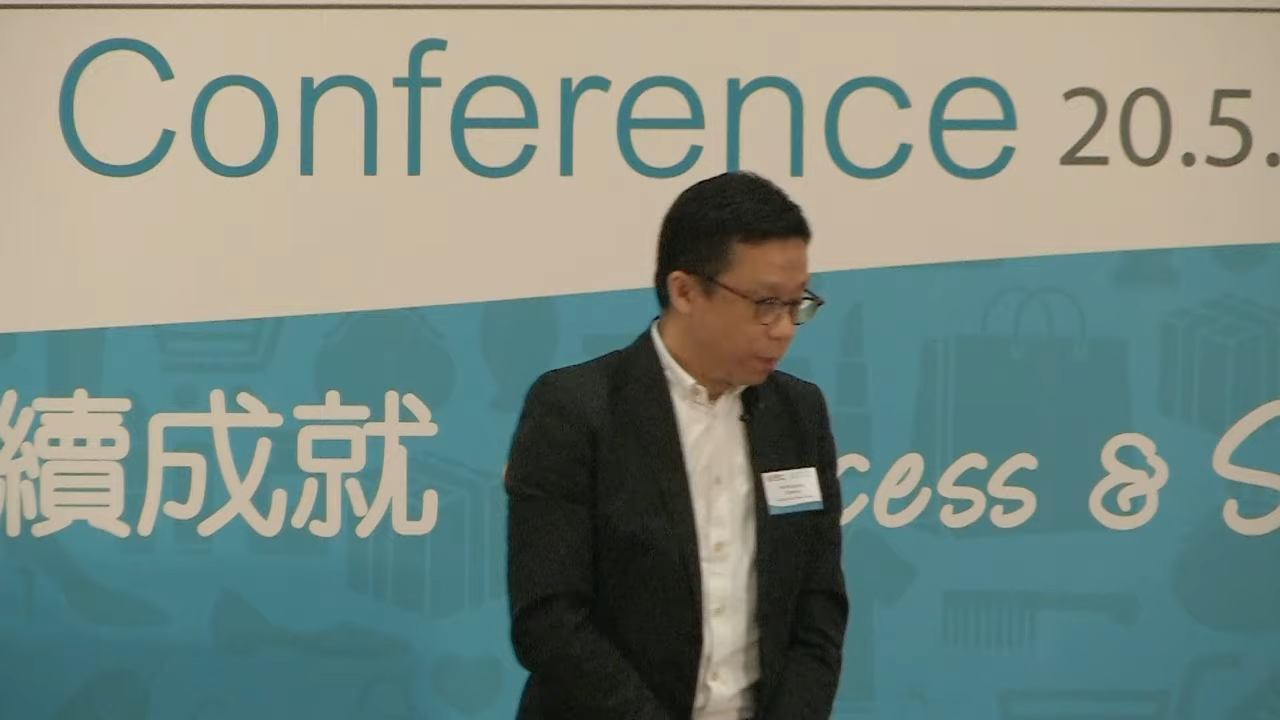 Conference 20.5.
續成就
cess & S